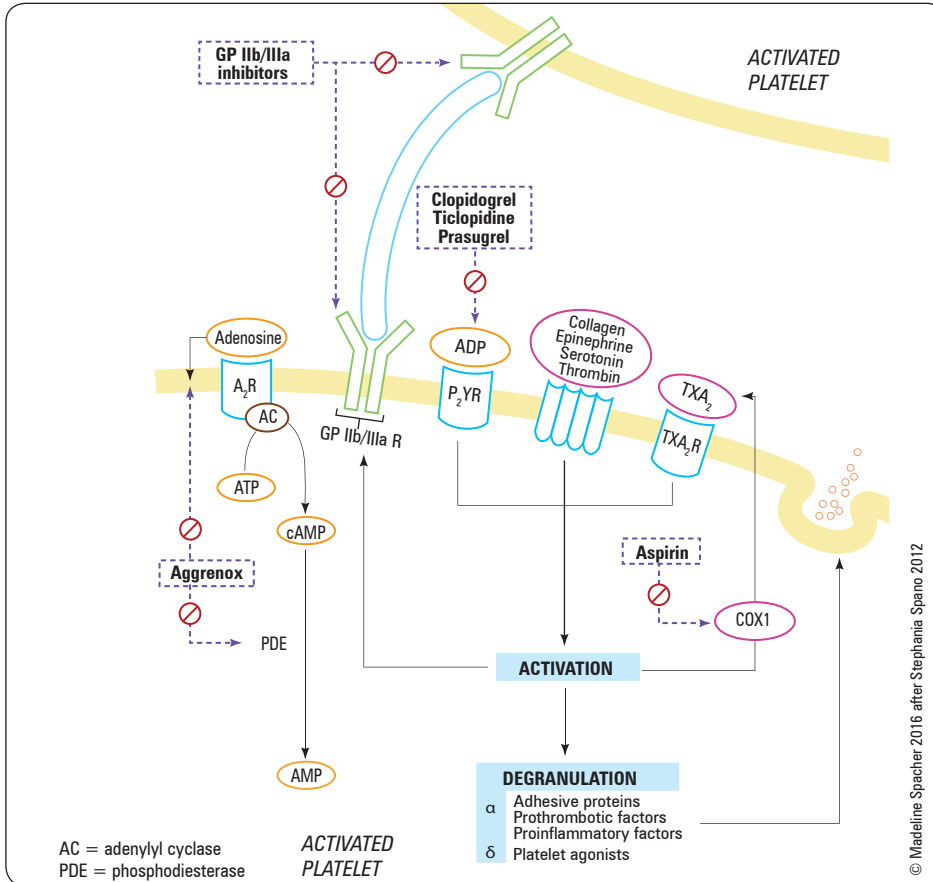 GP IIb/IIIa
inhibitors
ACTIVATED
PLATELET
Clopidogrel
Ticlopidine
Prasugrel
Adenosine
A₂R
AC
ATP
cAMP
GP IIb/IIIa R
ADP
P₂YR
Collagen
Epinephrine
Serotonin
Thrombin
TXA₂
TXA₂R
Aggrenox
PDE
AMP
Aspirin
COX1
ACTIVATION
DEGRANULATION
α Adhesive proteins
Prothrombotic factors
Proinflammatory factors
δ Platelet agonists
AC = adenylyl cyclase
PDE = phosphodiesterase
ACTIVATED
PLATELET
© Madeline Spacher 2016 after Stephania Spano 2012